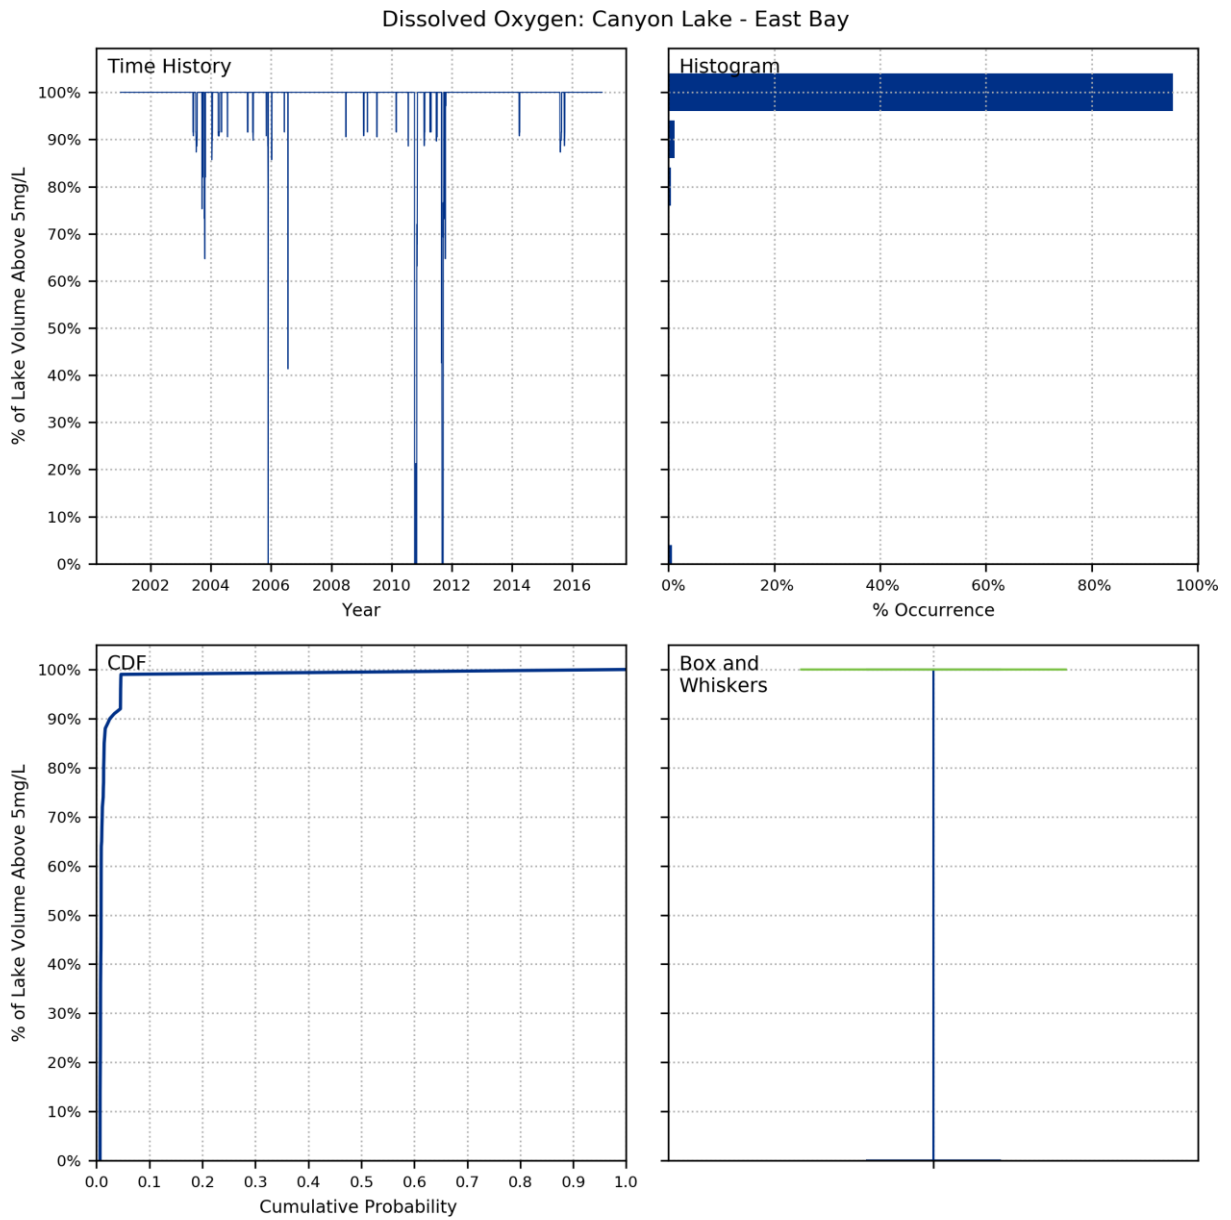 Dissolved Oxygen: Canyon Lake - East Bay
Time History
100%
90%
80%
70%
60%
50%
40%
30%
20%
10%
0%
% of Lake Volume Above 5mg/L
2002 2004 2006 2008 2010 2012 2014 2016
Year
Histogram
0% 20% 40% 60% 80% 100%
% Occurrence
CDF
100%
90%
80%
70%
60%
50%
40%
30%
20%
10%
0%
% of Lake Volume Above 5mg/L
0.0 0.1 0.2 0.3 0.4 0.5 0.6 0.7 0.8 0.9 1.0
Cumulative Probability
Box and
Whiskers